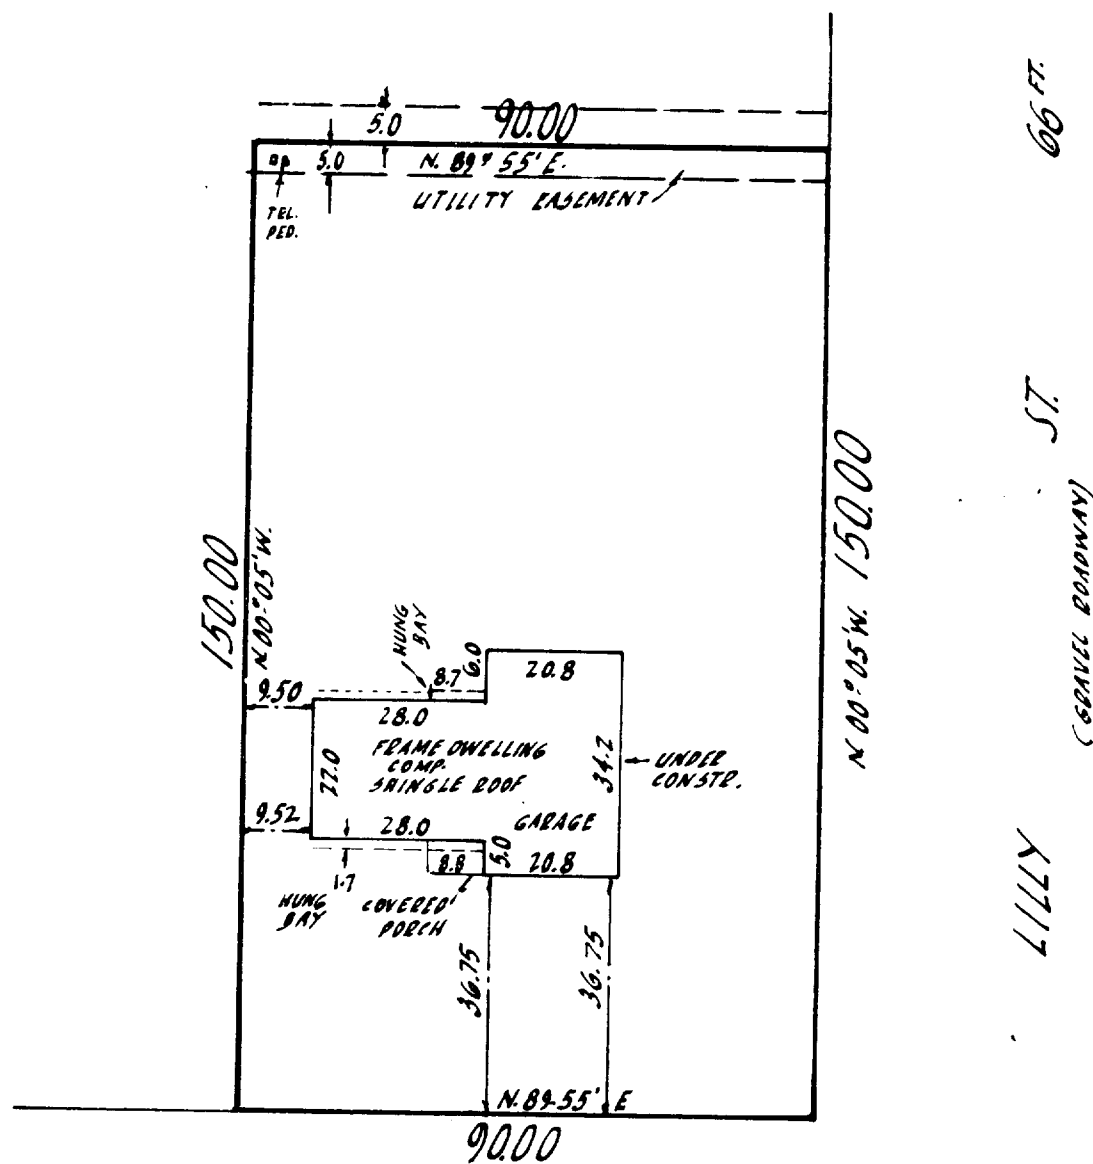 66 FT.
5.0
90.00
5.0
N. 89° 55' E.
UTILITY EASEMENT
TEL.
PED.
ST.
(GRAVEL ROADWAY)
150.00
N 00°05'W.
150.00
N 00°05'W.
HUNG
BAY
8.7
6.0
20.8
9.50
28.0
FRAME DWELLING
COMP.
SHINGLE ROOF
22.0
34.2
UNDER
CONSTR.
9.52
28.0
GARAGE
5.0
8.8
20.8
1.7
HUNG
BAY
COVERED
PORCH
LILLY
36.75
36.75
N. 89-55' E
90.00